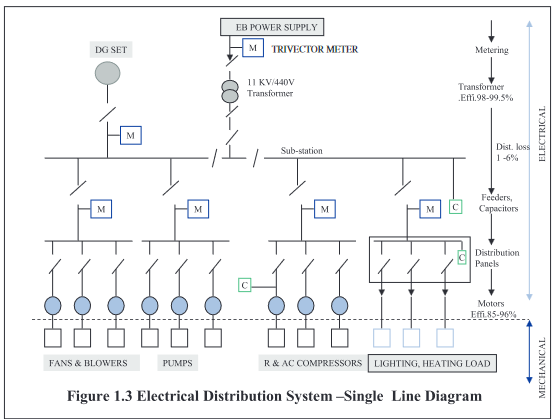 EB POWER SUPPLY
DG SET
M
TRIVECTOR METER
Metering
11 KV/440V
Transformer
Transformer
.Effi.98-99.5%
M
ELECTRICAL
Sub-station
Dist. loss
1 -6%
M
M
M
M
C
Feeders,
Capacitors
C
Distribution
Panels
C
Motors
Effi.85-96%
FANS & BLOWERS
PUMPS
R & AC COMPRESSORS
LIGHTING, HEATING LOAD
MECHANICAL
Figure 1.3 Electrical Distribution System –Single Line Diagram